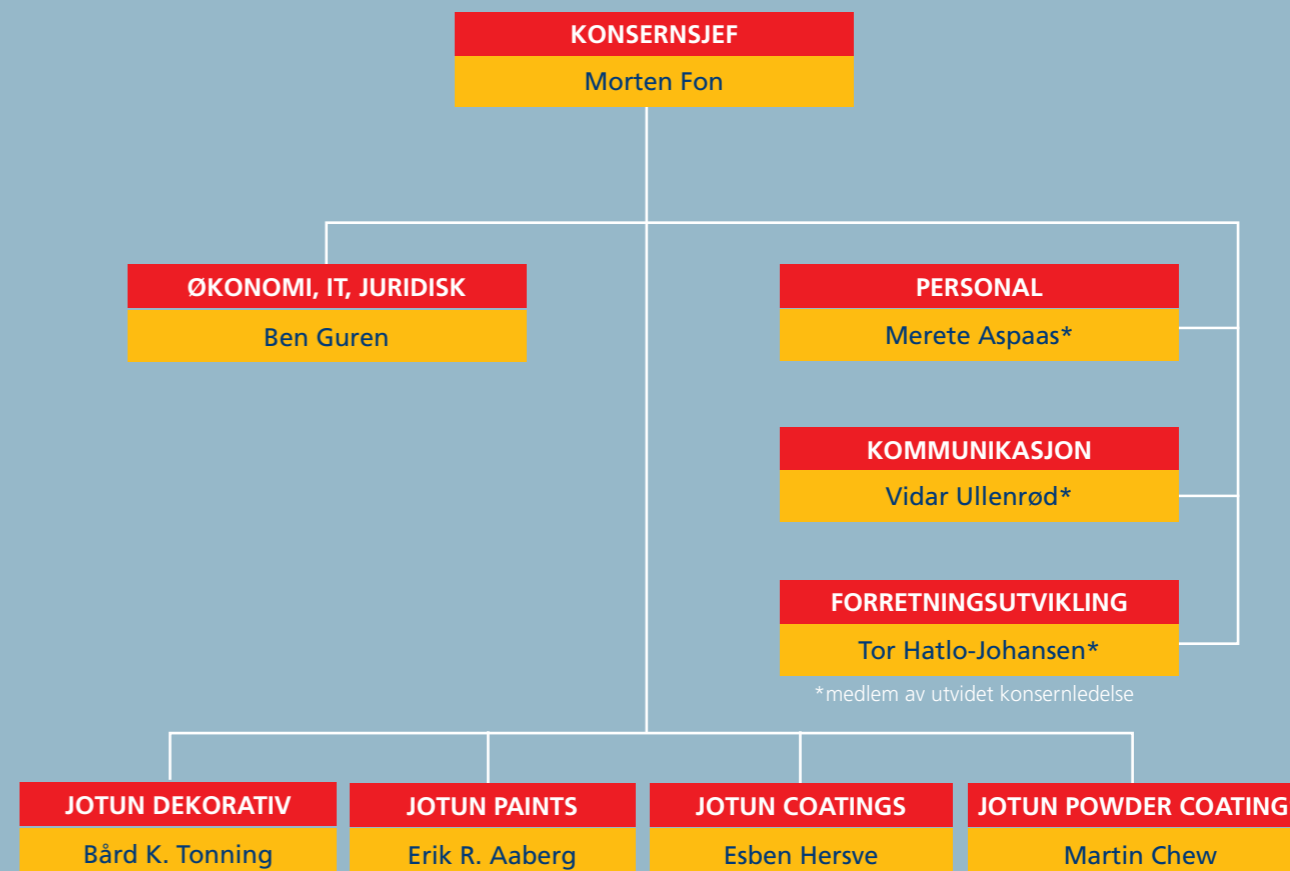 KONSERNSJEF
Morten Fon
ØKONOMI, IT, JURIDISK
Ben Guren
PERSONAL
Merete Aspaas*
KOMMUNIKASJON
Vidar Ullenrød*
FORRETNINGSUTVIKLING
Tor Hatlo-Johansen*
*medlem av utvidet konsernledelse
JOTUN DEKORATIV
Bård K. Tonning
JOTUN PAINTS
Erik R. Aaberg
JOTUN COATINGS
Esben Hersve
JOTUN POWDER COATING
Martin Chew